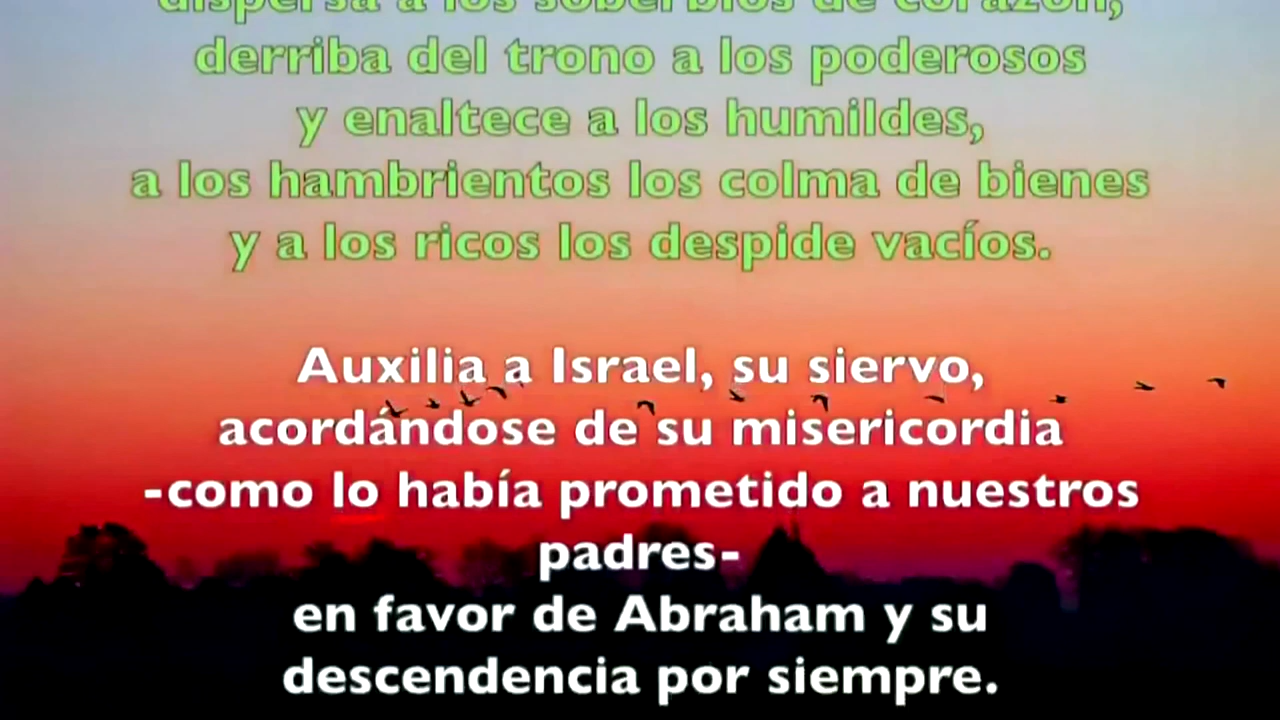 dispersa a los soberbios de corazón,
derriba del trono a los poderosos
y enaltece a los humildes,
a los hambrientos los colma de bienes
y a los ricos los despide vacíos.
Auxilia a Israel, su siervo,
acordándose de su misericordia
-como lo había prometido a nuestros
padres-
en favor de Abraham y su
descendencia por siempre.